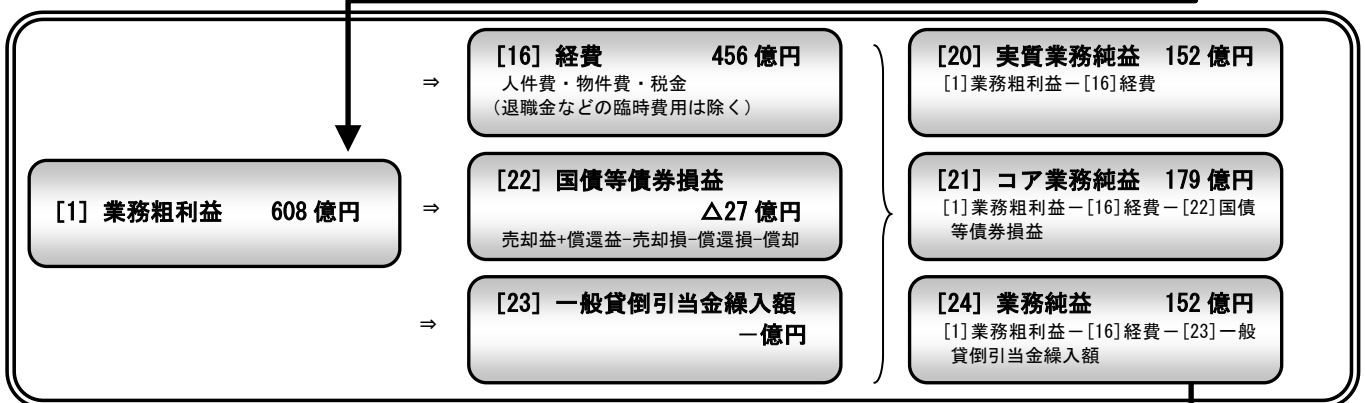 [1] 業務粗利益 608 億円
⇒
[16] 経費 456 億円
人件費・物件費・税金
（退職金などの臨時費用は除く）
⇒
[22] 国債等債券損益
△27 億円
売却益+償還益-売却損-償還損-償却
⇒
[23] 一般貸倒引当金繰入額
－億円
[20] 実質業務純益 152 億円
[1]業務粗利益－[16]経費
[21] コア業務純益 179 億円
[1]業務粗利益－[16]経費－[22]国債
等債券損益
[24] 業務純益 152 億円
[1]業務粗利益－[16]経費－[23]一般
貸倒引当金繰入額